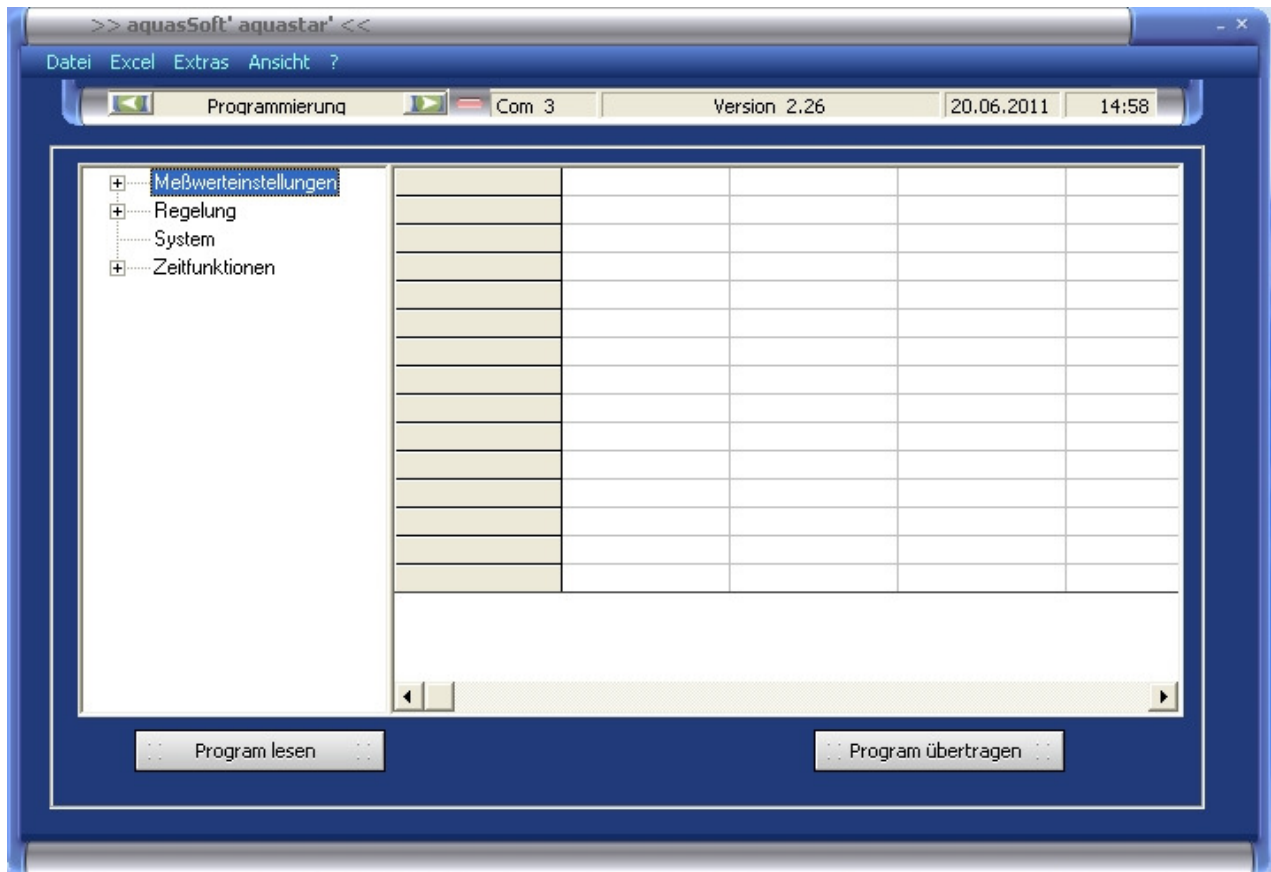 >> aquasSoft' aquastar' <<
Datei Excel Extras Ansicht ?
Programmierung Com 3 Version 2.26 20.06.2011 14:58
Meßwerteinstellungen
Regelung
System
Zeitfunktionen
Program lesen Program übertragen